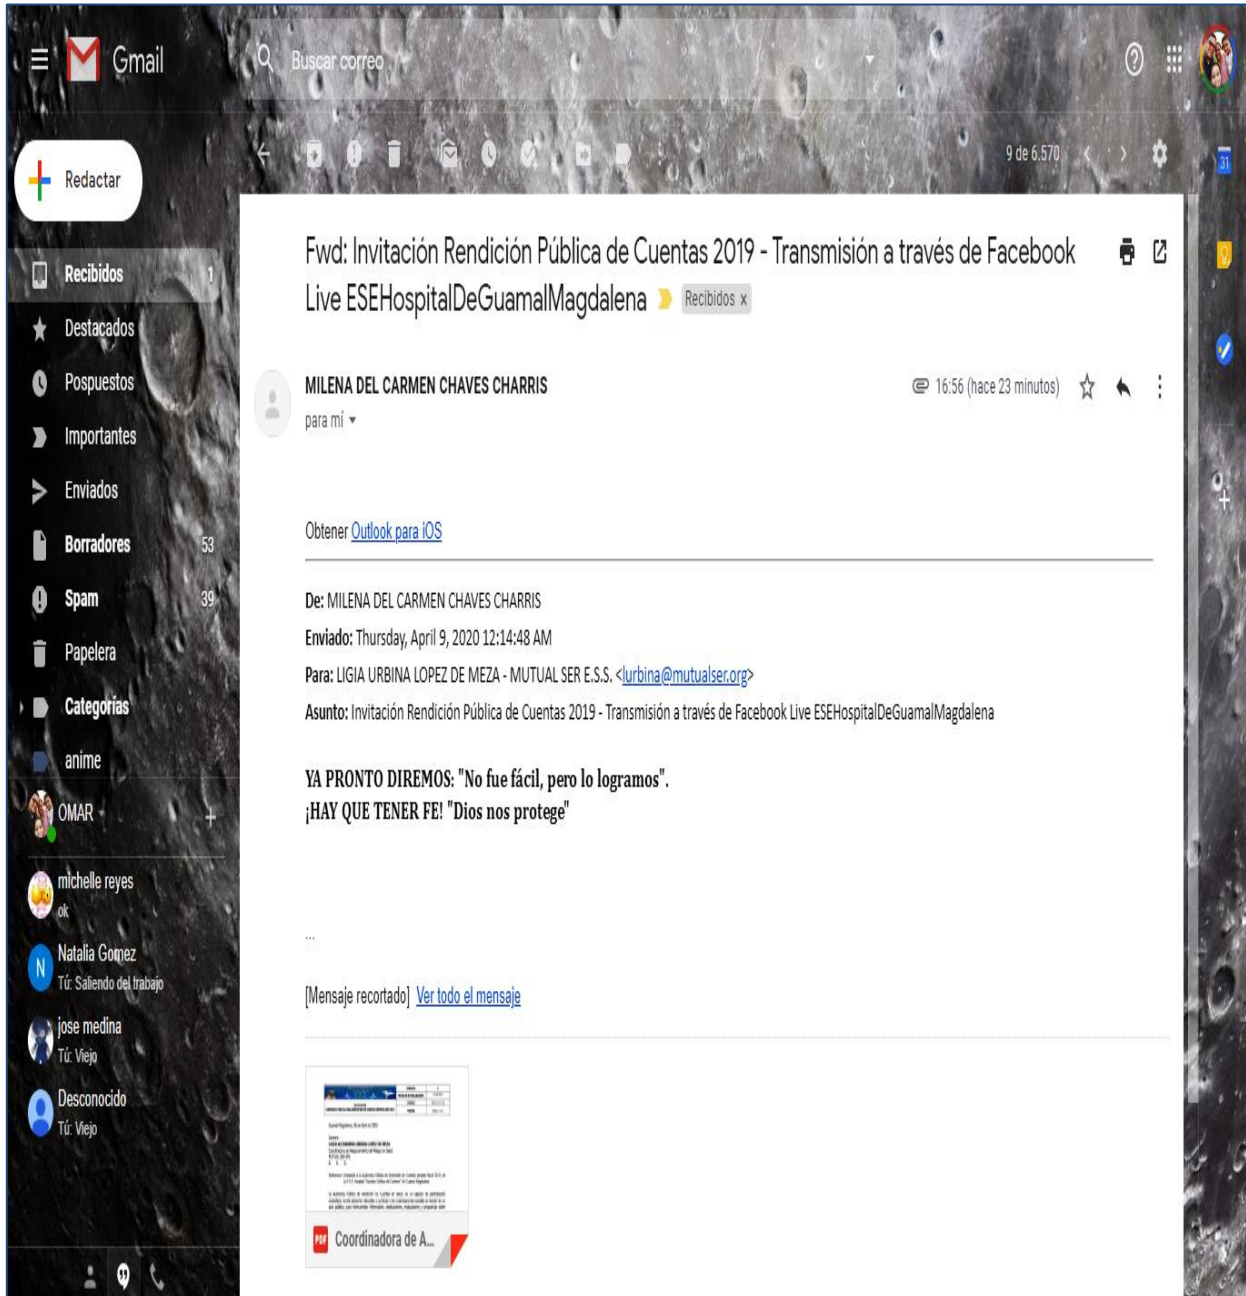 Gmail
Buscar correo
9 de 6.570
31
Redactar
Recibidos 1
Destacados
Pospuestos
Importantes
Enviados
Borradores 53
Spam 39
Papelera
Categorías
anime
OMAR
michelle reyes
ok
N
Natalia Gomez
Tú: Saliendo del trabajo
jose medina
Tú: Viejo
Desconocido
Tú: Viejo
Fwd: Invitación Rendición Pública de Cuentas 2019 - Transmisión a través de Facebook
Live ESEHospitalDeGuamalMagdalena Recibidos x
MILENA DEL CARMEN CHAVES CHARRIS
16:56 (hace 23 minutos)
para mí
Obtener Outlook para iOS
De: MILENA DEL CARMEN CHAVES CHARRIS
Enviado: Thursday, April 9, 2020 12:14:48 AM
Para: LIGIA URBINA LOPEZ DE MEZA - MUTUAL SER E.S.S. <lurbina@mutualser.org>
Asunto: Invitación Rendición Pública de Cuentas 2019 - Transmisión a través de Facebook Live ESEHospitalDeGuamalMagdalena
YA PRONTO DIREMOS: "No fue fácil, pero lo logramos".
¡HAY QUE TENER FE! "Dios nos protege"
...
[Mensaje recortado] Ver todo el mensaje
PDF Coordinadora de A...